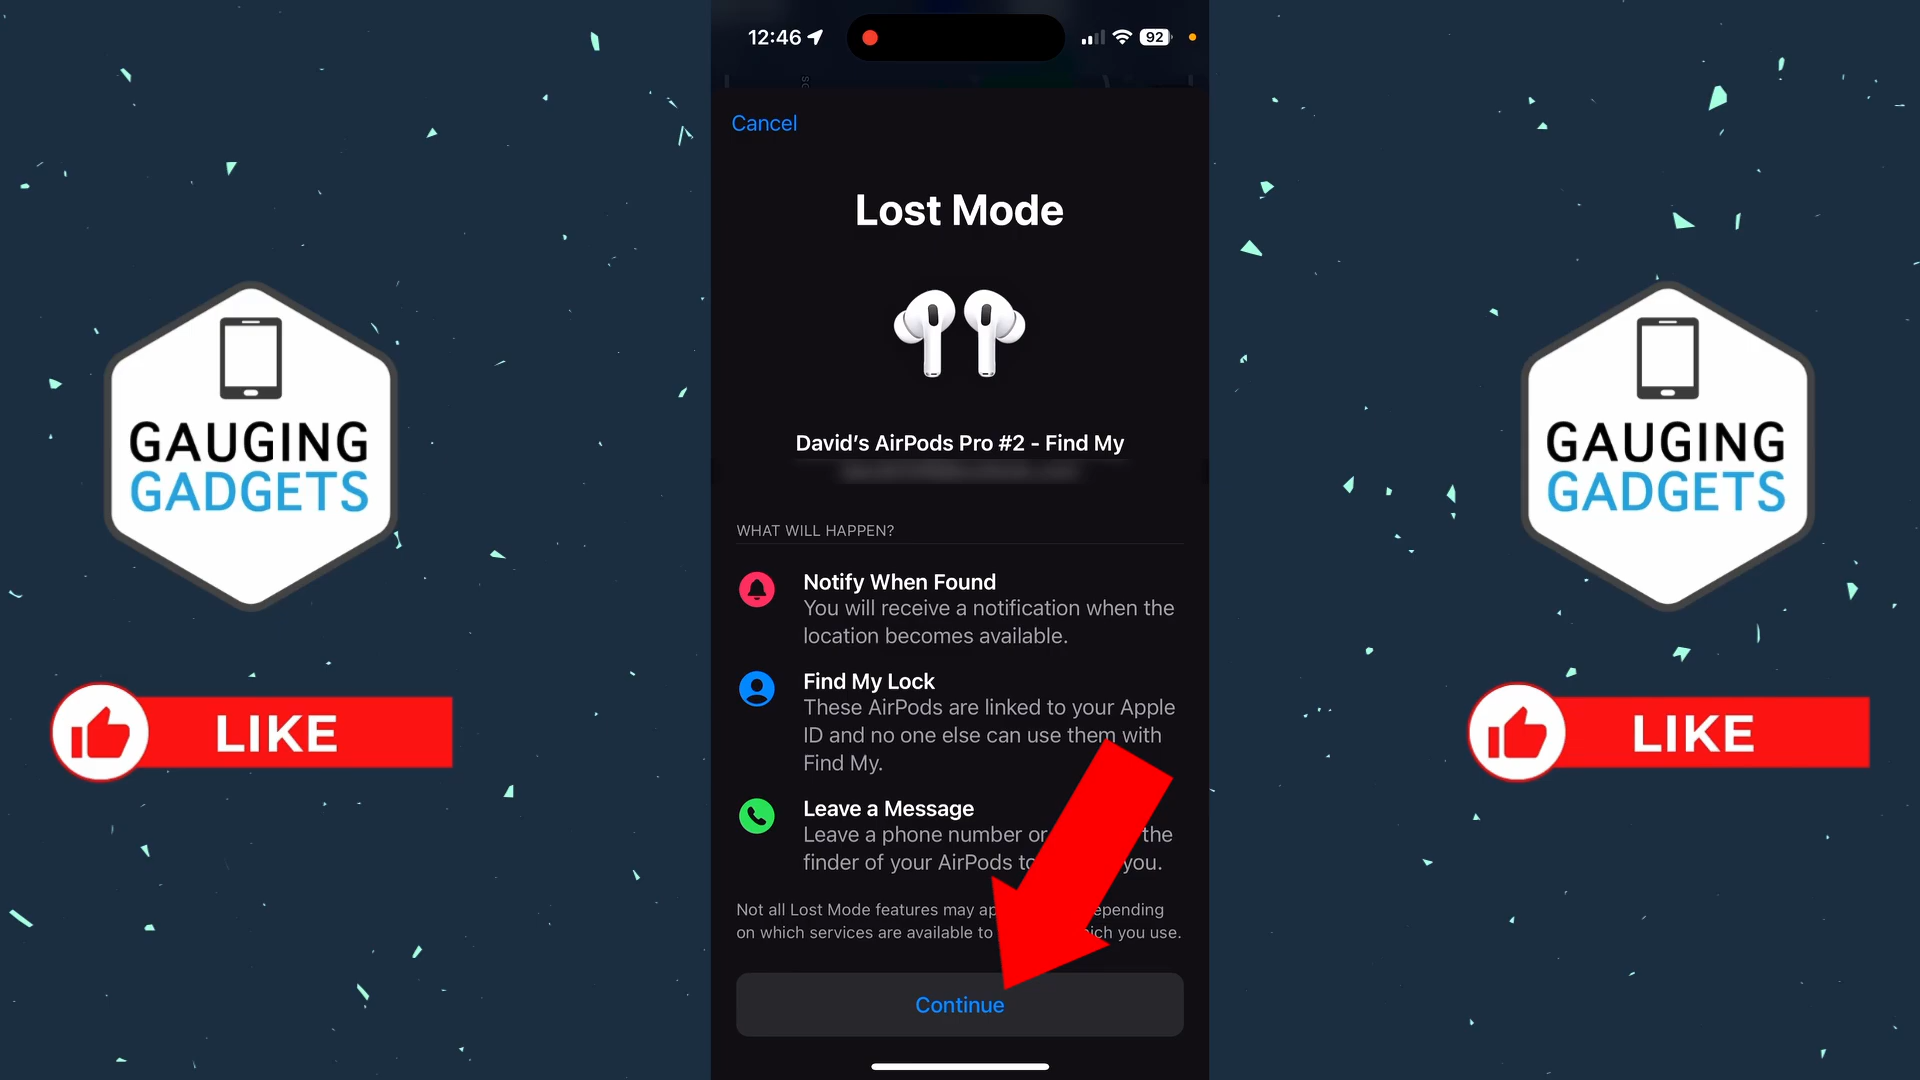 12:46
92
Cancel
Lost Mode
David's AirPods Pro #2 - Find My
WHAT WILL HAPPEN?
Notify When Found
You will receive a notification when the
location becomes available.
Find My Lock
These AirPods are linked to your Apple
ID and no one else can use them with
Find My.
Leave a Message
Leave a phone number or the
finder of your AirPods to you.
Not all Lost Mode features may
on which services are available to you use.
Continue
GAUGING
GADGETS
LIKE
GAUGING
GADGETS
LIKE